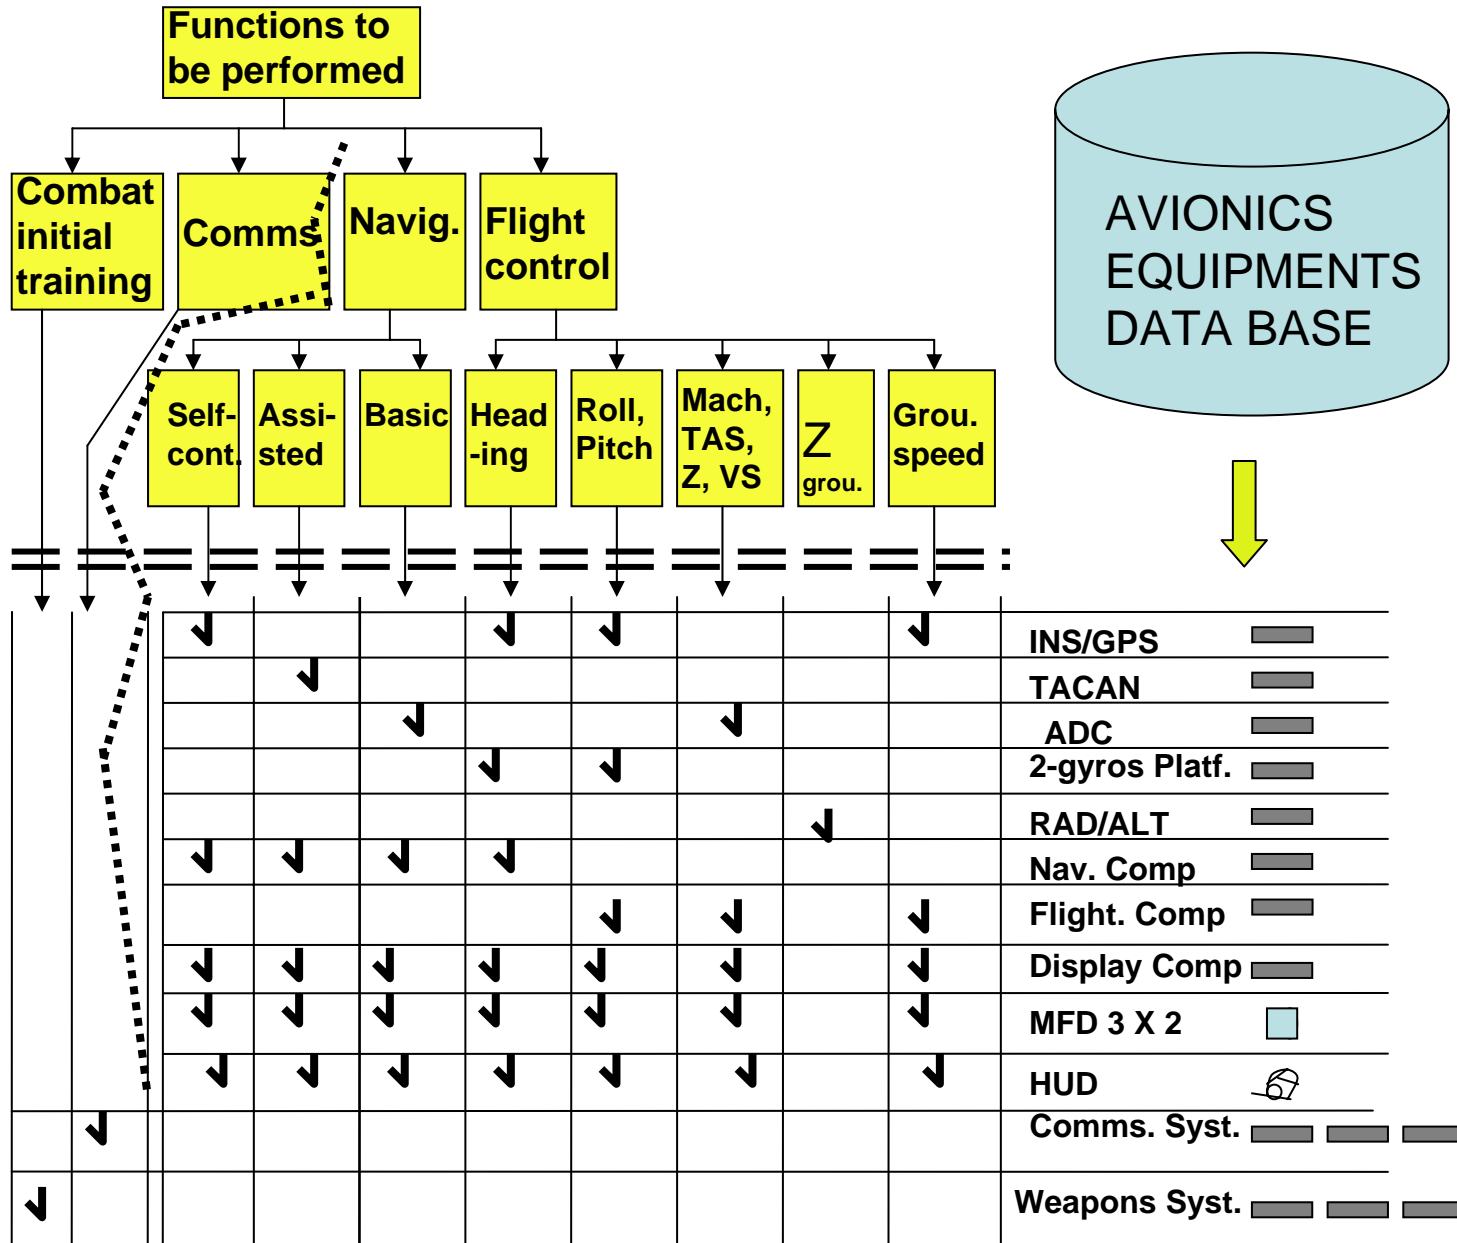 Functions to
be performed
Combat
initial
training
Comms
Navig.
Flight
control
AVIONICS
EQUIPMENTS
DATA BASE
Self-
cont.
Assi-
sted
Basic
Head
-ing
Roll,
Pitch
Mach,
TAS,
Z, VS
Z
grou.
Grou.
speed
INS/GPS
TACAN
ADC
2-gyros Platf.
RAD/ALT
Nav. Comp
Flight. Comp
Display Comp
MFD 3 X 2
HUD
Comms. Syst.
Weapons Syst.